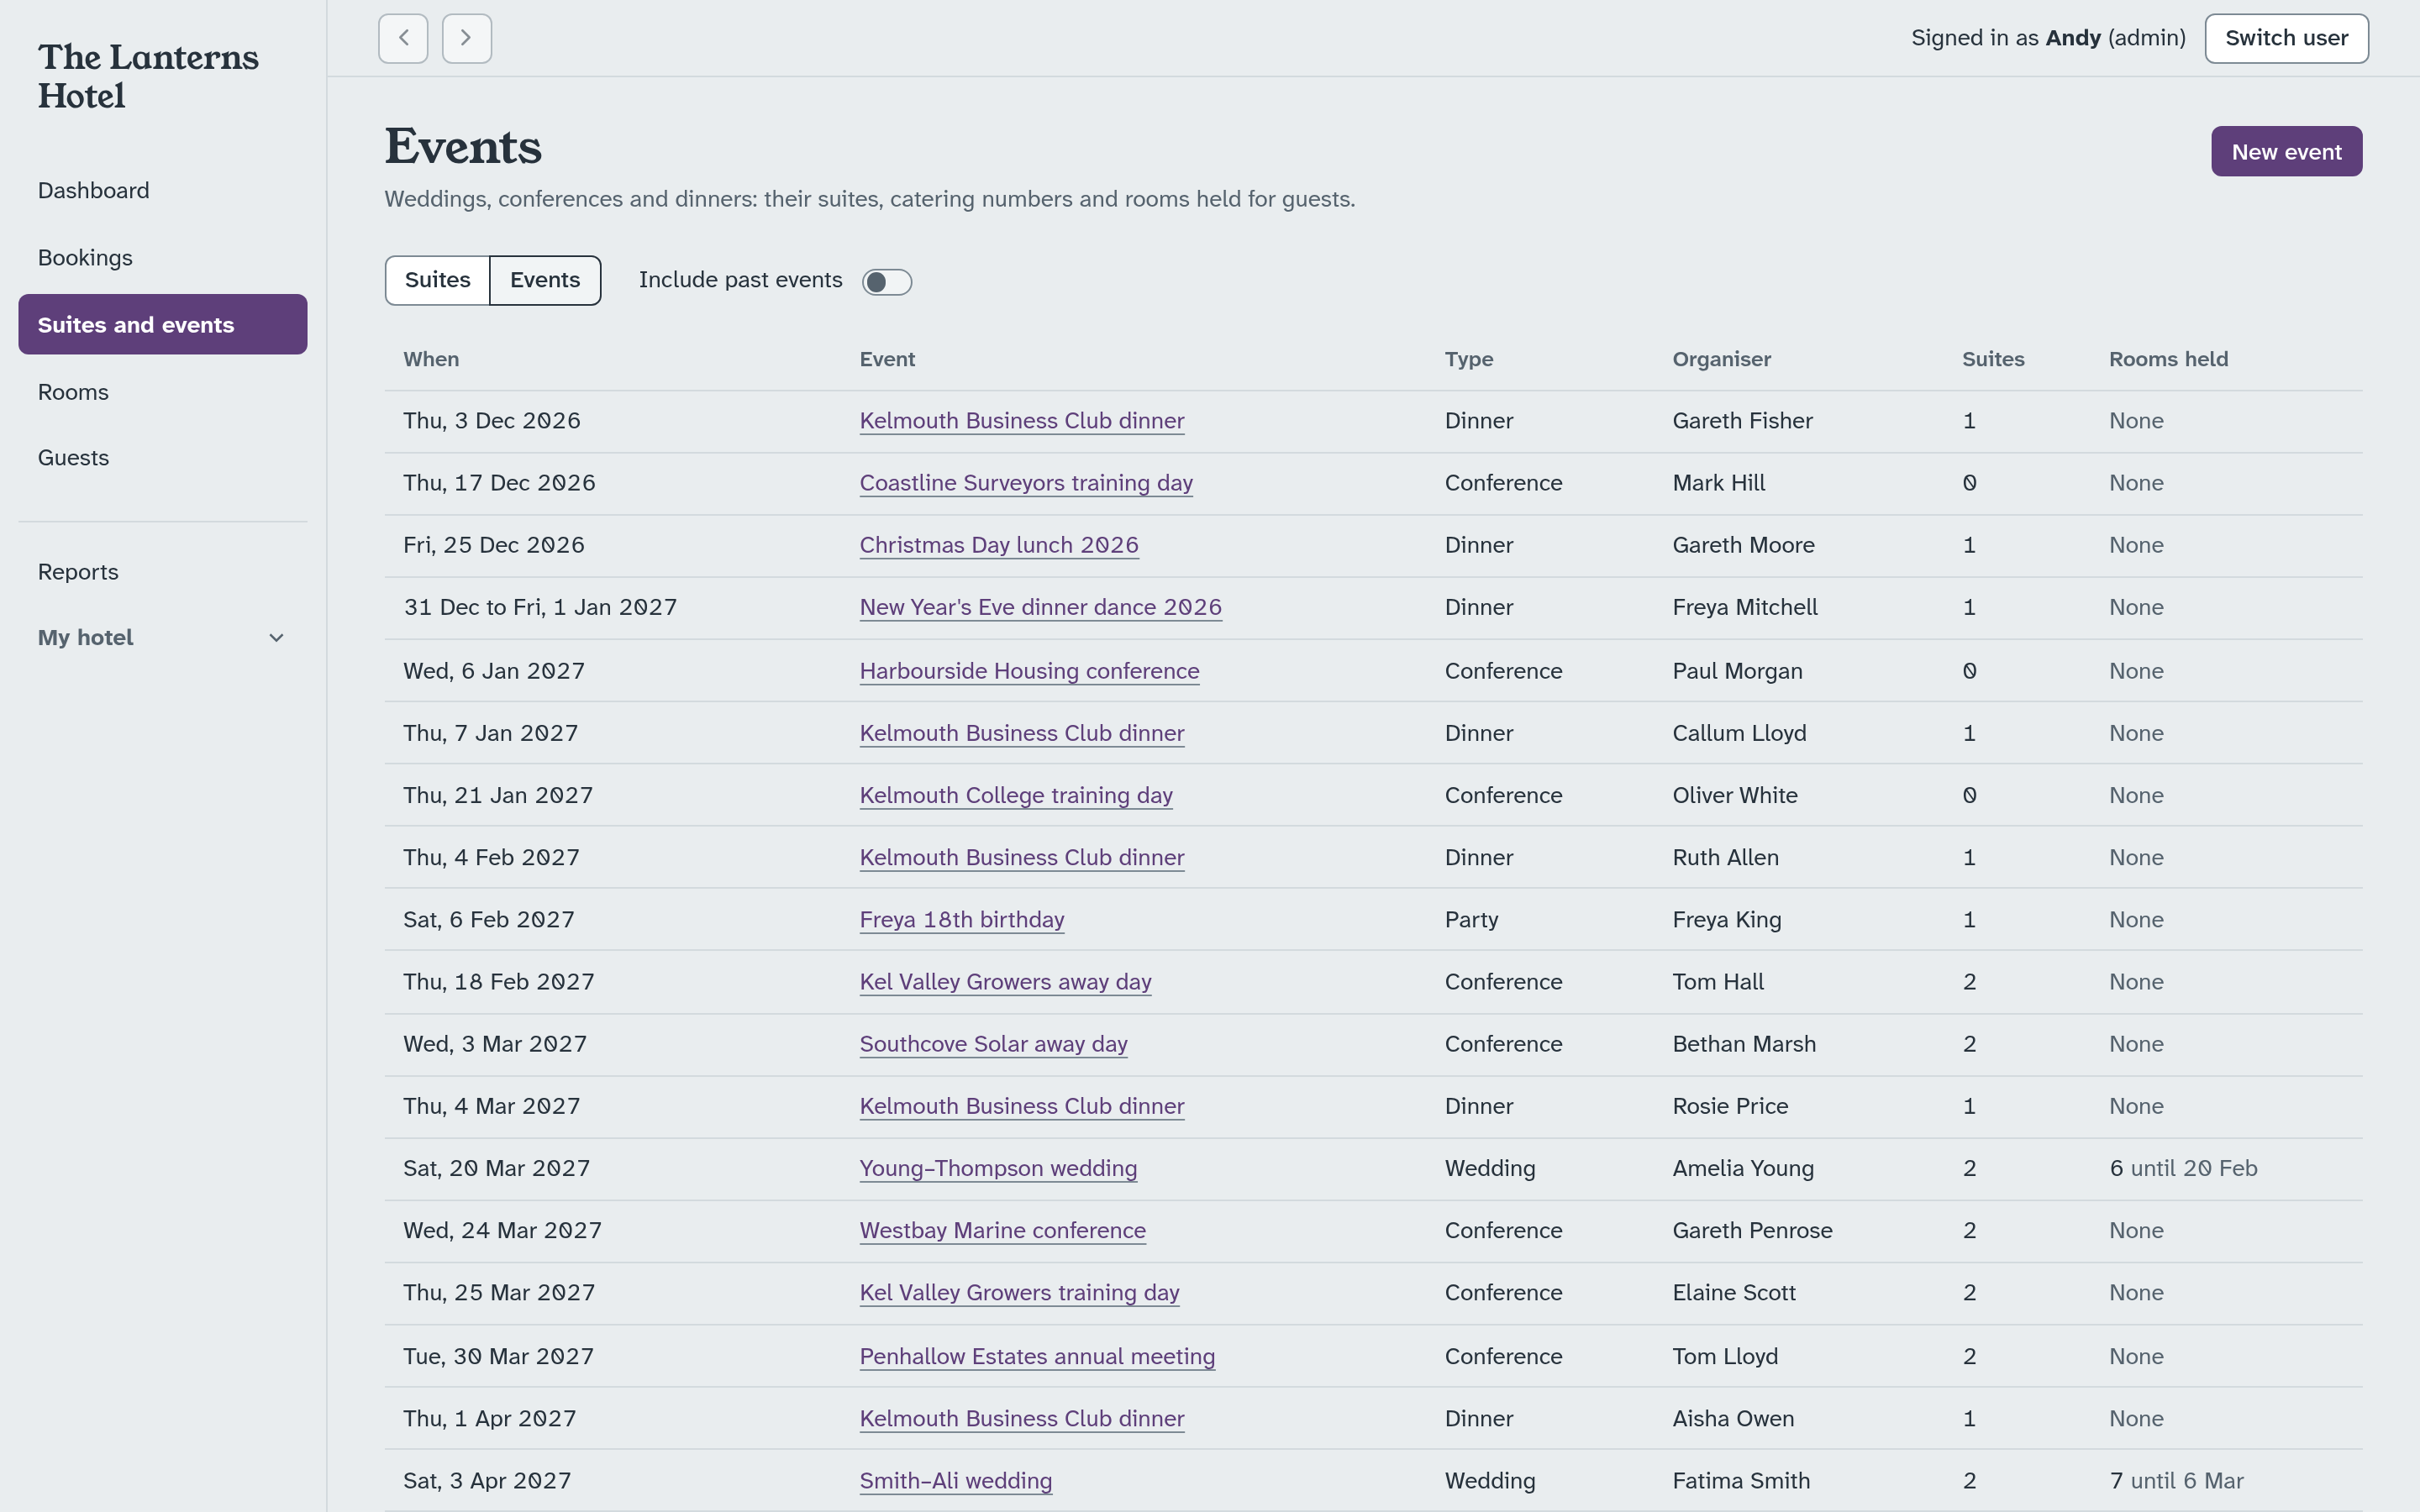 The Lanterns
Hotel
Dashboard
Bookings
Suites and events
Rooms
Guests
Reports
My hotel
Signed in as Andy (admin) Switch user
Events
New event
Weddings, conferences and dinners: their suites, catering numbers and rooms held for guests.
Suites Events Include past events
When Event Type Organiser Suites Rooms held
Thu, 3 Dec 2026 Kelmouth Business Club dinner Dinner Gareth Fisher 1 None
Thu, 17 Dec 2026 Coastline Surveyors training day Conference Mark Hill 0 None
Fri, 25 Dec 2026 Christmas Day lunch 2026 Dinner Gareth Moore 1 None
31 Dec to Fri, 1 Jan 2027 New Year's Eve dinner dance 2026 Dinner Freya Mitchell 1 None
Wed, 6 Jan 2027 Harbourside Housing conference Conference Paul Morgan 0 None
Thu, 7 Jan 2027 Kelmouth Business Club dinner Dinner Callum Lloyd 1 None
Thu, 21 Jan 2027 Kelmouth College training day Conference Oliver White 0 None
Thu, 4 Feb 2027 Kelmouth Business Club dinner Dinner Ruth Allen 1 None
Sat, 6 Feb 2027 Freya 18th birthday Party Freya King 1 None
Thu, 18 Feb 2027 Kel Valley Growers away day Conference Tom Hall 2 None
Wed, 3 Mar 2027 Southcove Solar away day Conference Bethan Marsh 2 None
Thu, 4 Mar 2027 Kelmouth Business Club dinner Dinner Rosie Price 1 None
Sat, 20 Mar 2027 Young–Thompson wedding Wedding Amelia Young 2 6 until 20 Feb
Wed, 24 Mar 2027 Westbay Marine conference Conference Gareth Penrose 2 None
Thu, 25 Mar 2027 Kel Valley Growers training day Conference Elaine Scott 2 None
Tue, 30 Mar 2027 Penhallow Estates annual meeting Conference Tom Lloyd 2 None
Thu, 1 Apr 2027 Kelmouth Business Club dinner Dinner Aisha Owen 1 None
Sat, 3 Apr 2027 Smith–Ali wedding Wedding Fatima Smith 2 7 until 6 Mar